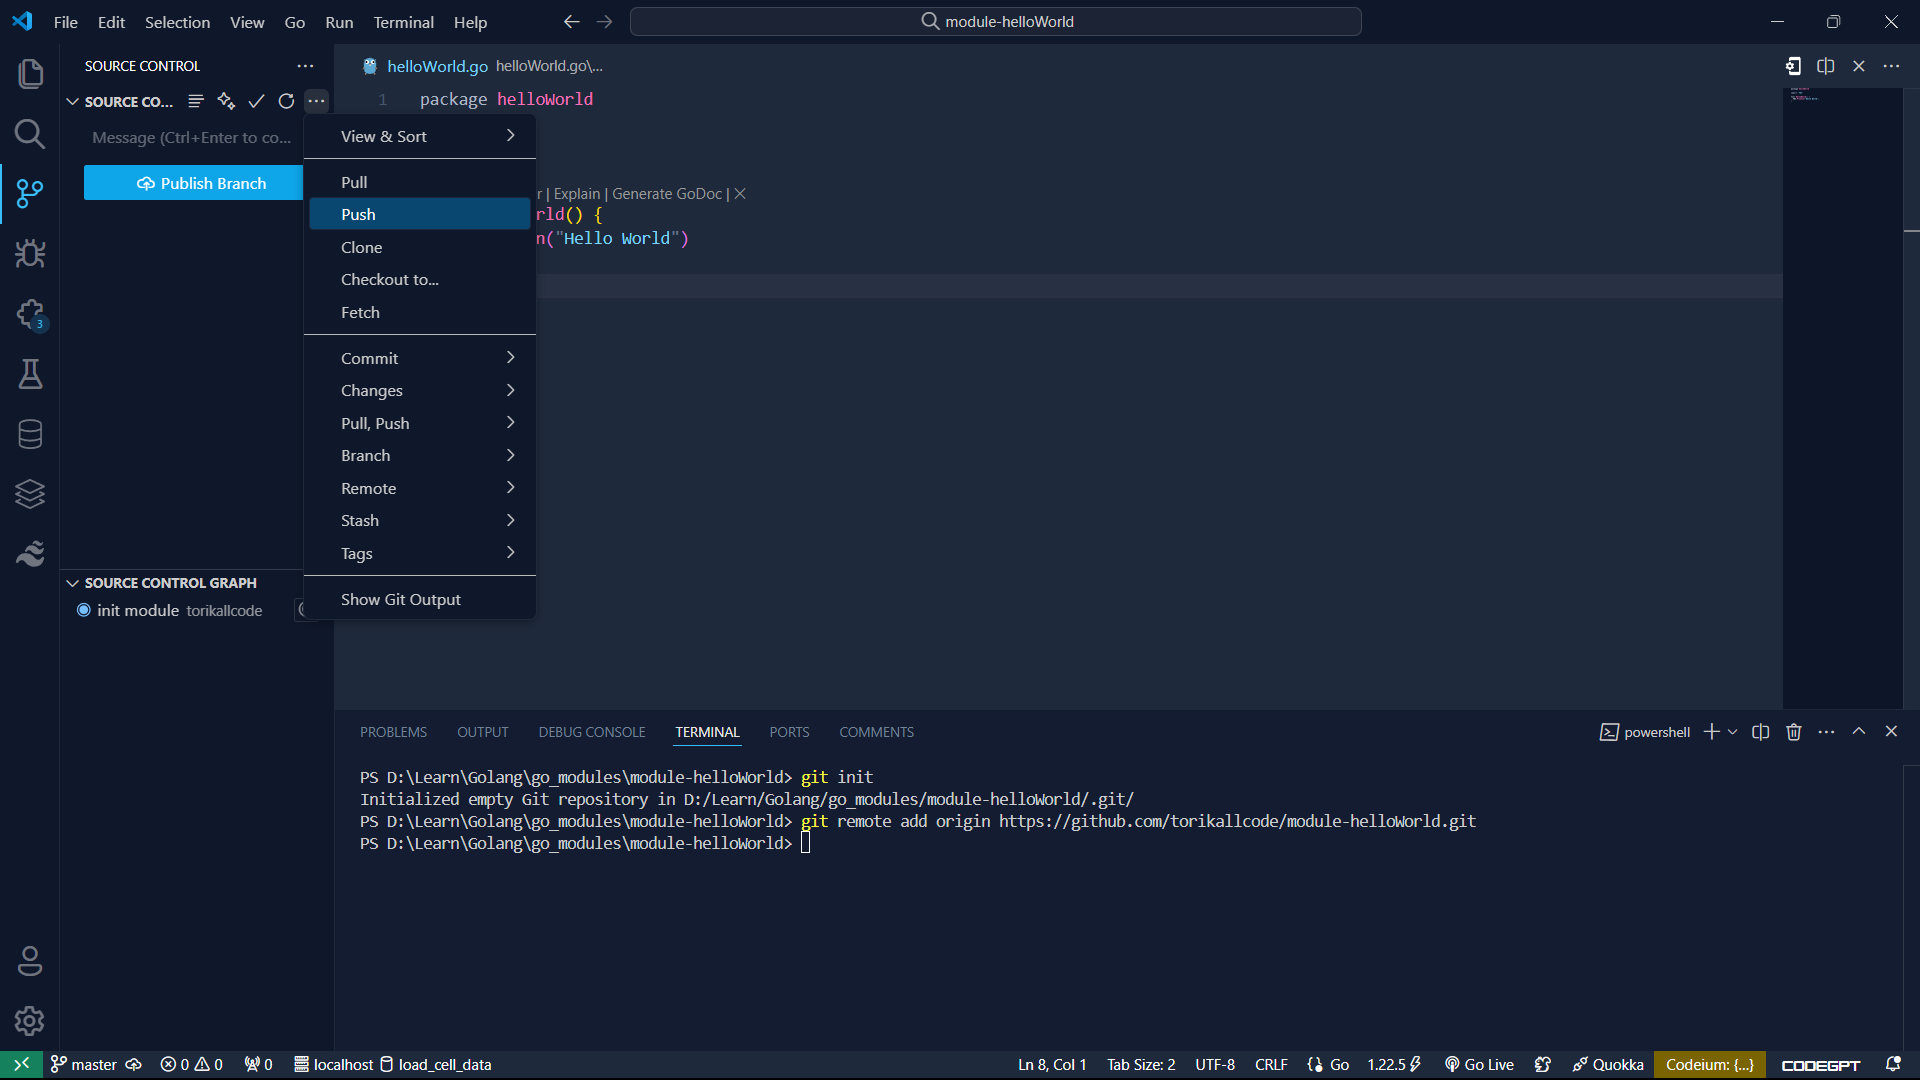 File Edit Selection View Go Run Terminal Help
module-helloWorld
SOURCE CONTROL
SOURCE CO...
Message (Ctrl+Enter to co...
Publish Branch
3
SOURCE CONTROL GRAPH
init module torikallcode
View & Sort
Pull
Push
Clone
Checkout to...
Fetch
Commit
Changes
Pull, Push
Branch
Remote
Stash
Tags
Show Git Output
helloWorld.go helloWorld.go\...
1 package helloWorld
r | Explain | Generate GoDoc |
rld() {
n("Hello World")
PROBLEMS OUTPUT DEBUG CONSOLE TERMINAL PORTS COMMENTS
powershell
PS D:\Learn\Golang\go_modules\module-helloWorld> git init
Initialized empty Git repository in D:/Learn/Golang/go_modules/module-helloWorld/.git/
PS D:\Learn\Golang\go_modules\module-helloWorld> git remote add origin https://github.com/torikallcode/module-helloWorld.git
PS D:\Learn\Golang\go_modules\module-helloWorld>
master 0 0 0 localhost load_cell_data Ln 8, Col 1 Tab Size: 2 UTF-8 CRLF {} Go 1.22.5 Go Live Quokka Codeium: {...} CODEGPT